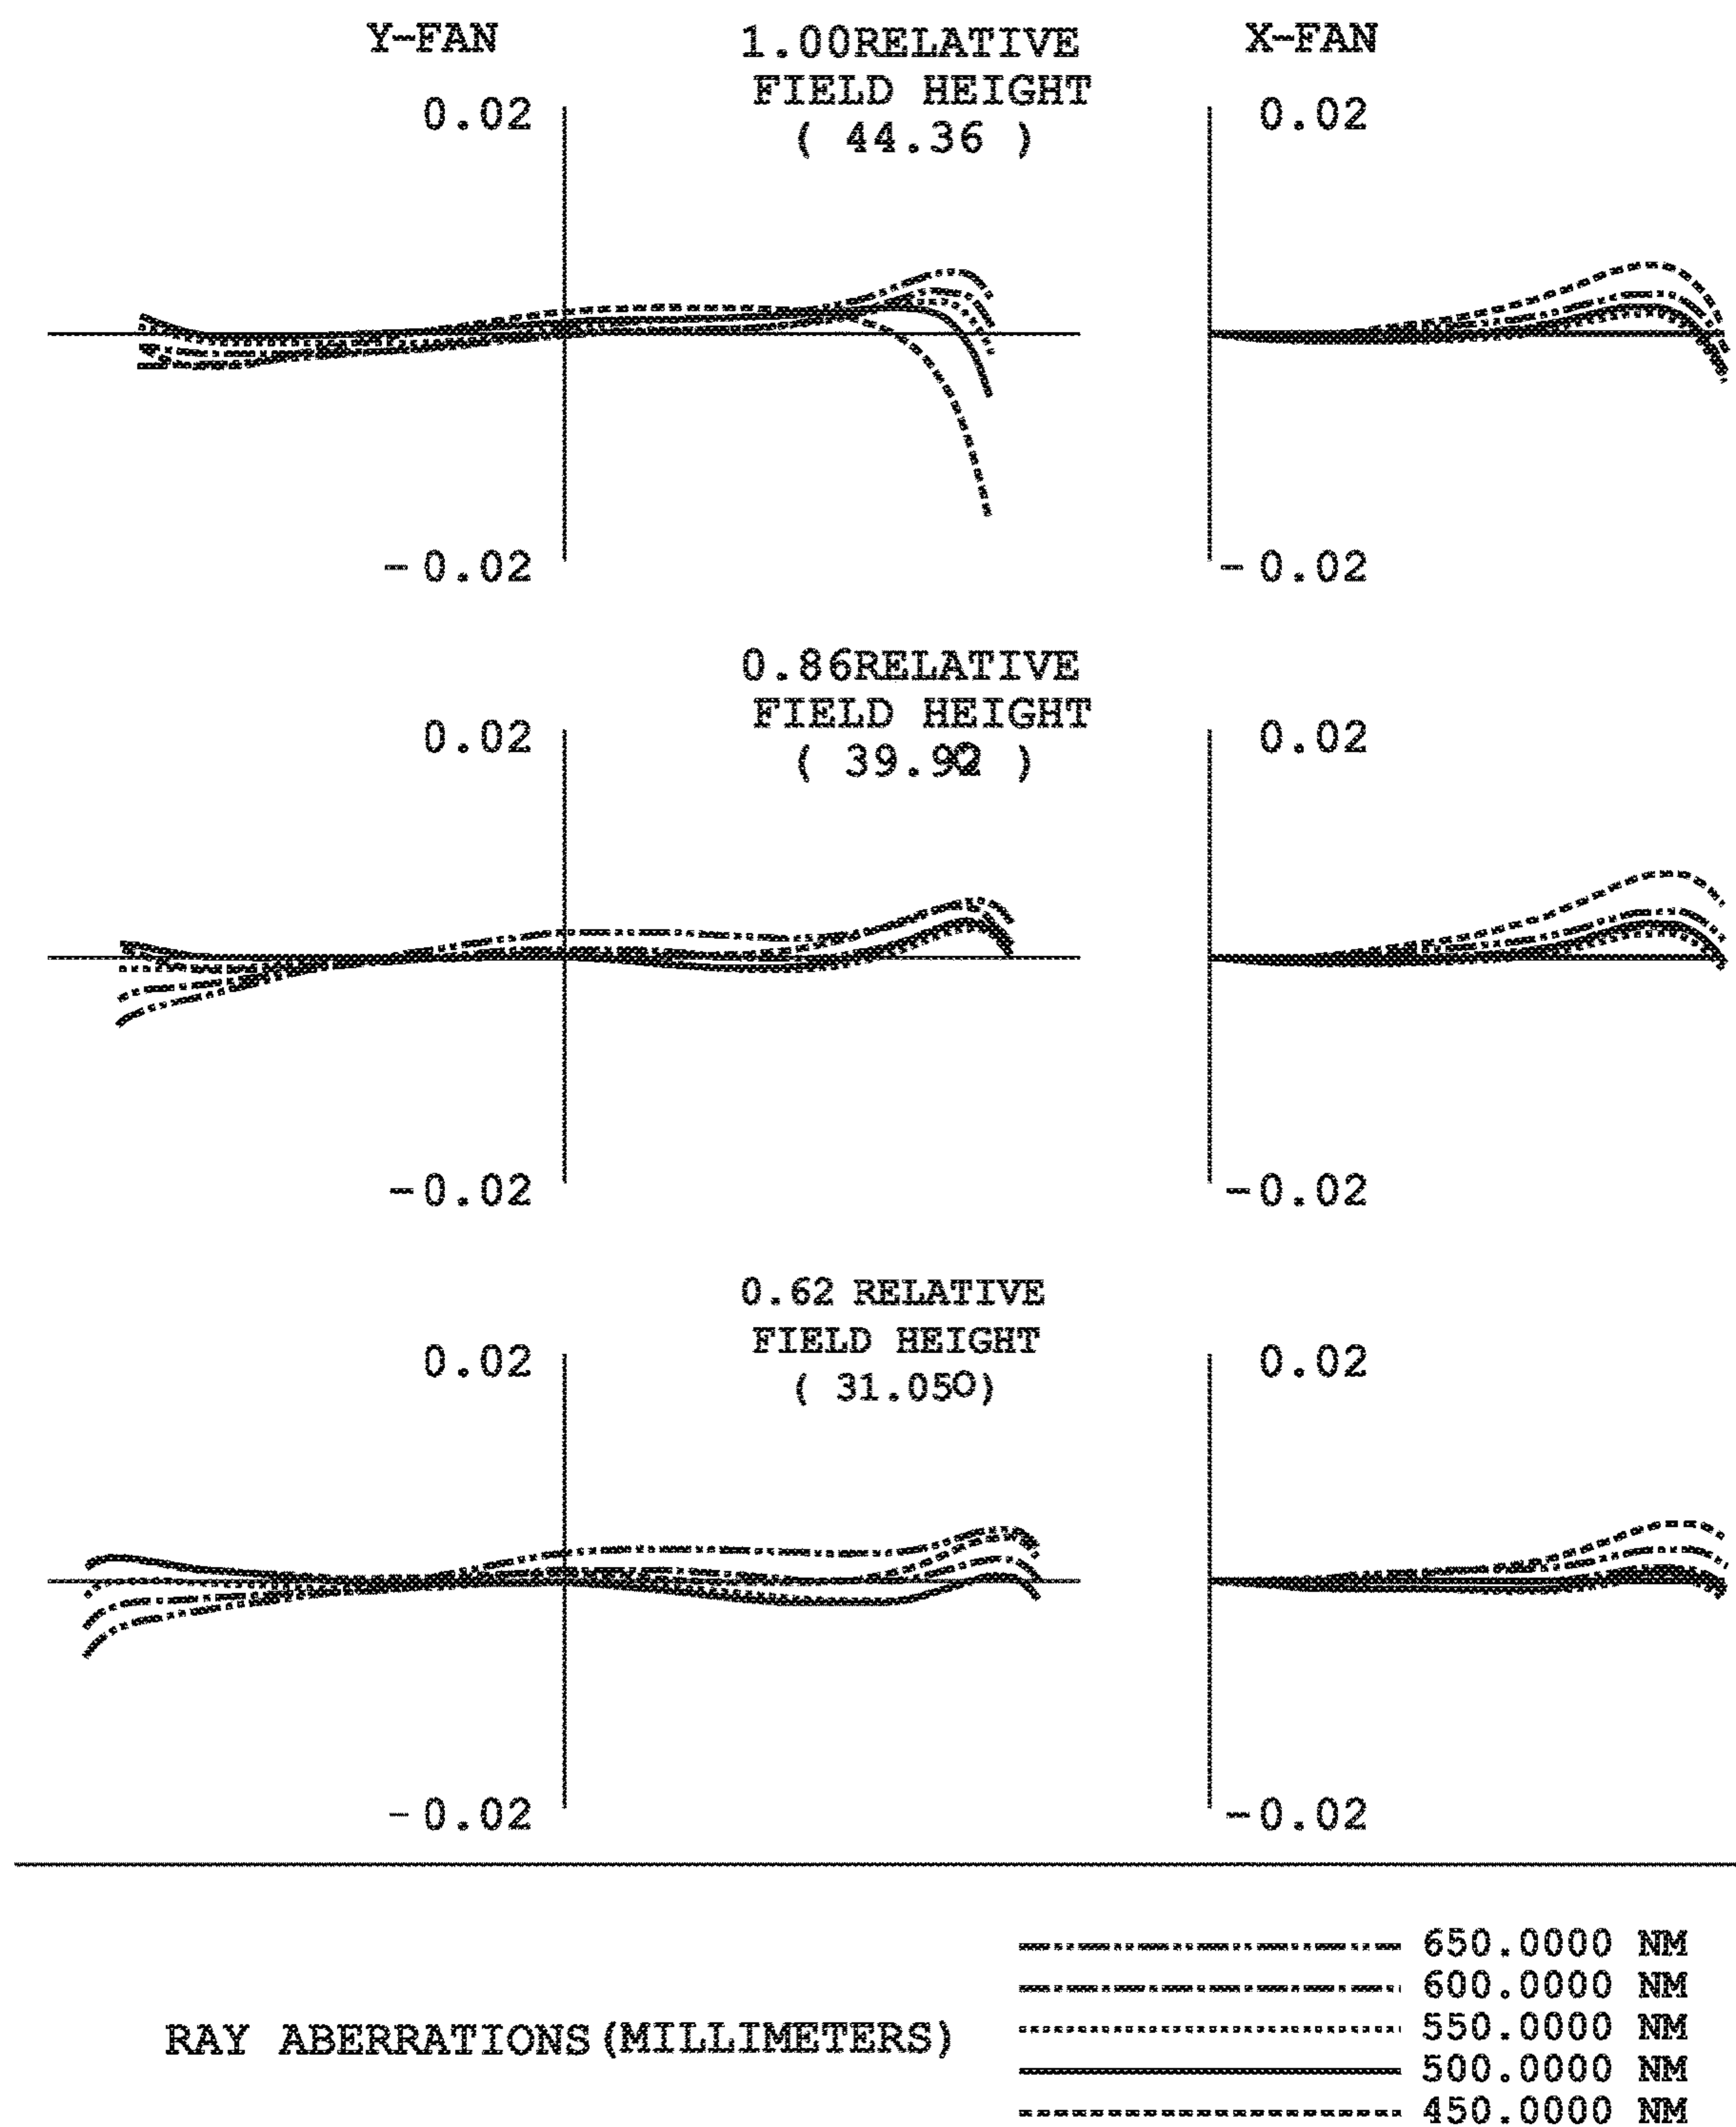 Y-FAN 1.00RELATIVE X-FAN
FIELD HEIGHT
0.02 ( 44.36 ) 0.02
-0.02 -0.02
0.86RELATIVE
FIELD HEIGHT
0.02 ( 39.92 ) 0.02
-0.02 -0.02
0.62 RELATIVE
FIELD HEIGHT
0.02 ( 31.05O) 0.02
-0.02 -0.02
650.0000 NM
600.0000 NM
RAY ABERRATIONS(MILLIMETERS) 550.0000 NM
500.0000 NM
450.0000 NM